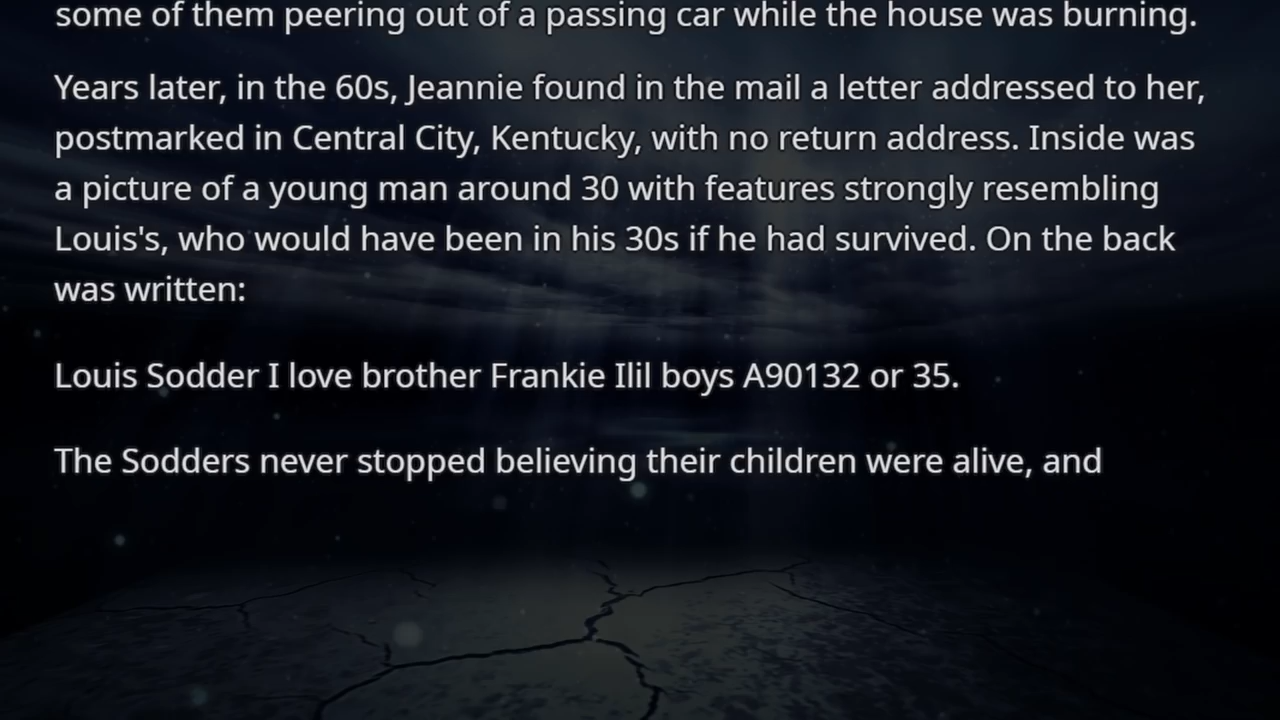 some of them peering out of a passing car while the house was burning.
Years later, in the 60s, Jeannie found in the mail a letter addressed to her,
postmarked in Central City, Kentucky, with no return address. Inside was
a picture of a young man around 30 with features strongly resembling
Louis's, who would have been in his 30s if he had survived. On the back
was written:
Louis Sodder I love brother Frankie Ilil boys A90132 or 35.
The Sodders never stopped believing their children were alive, and